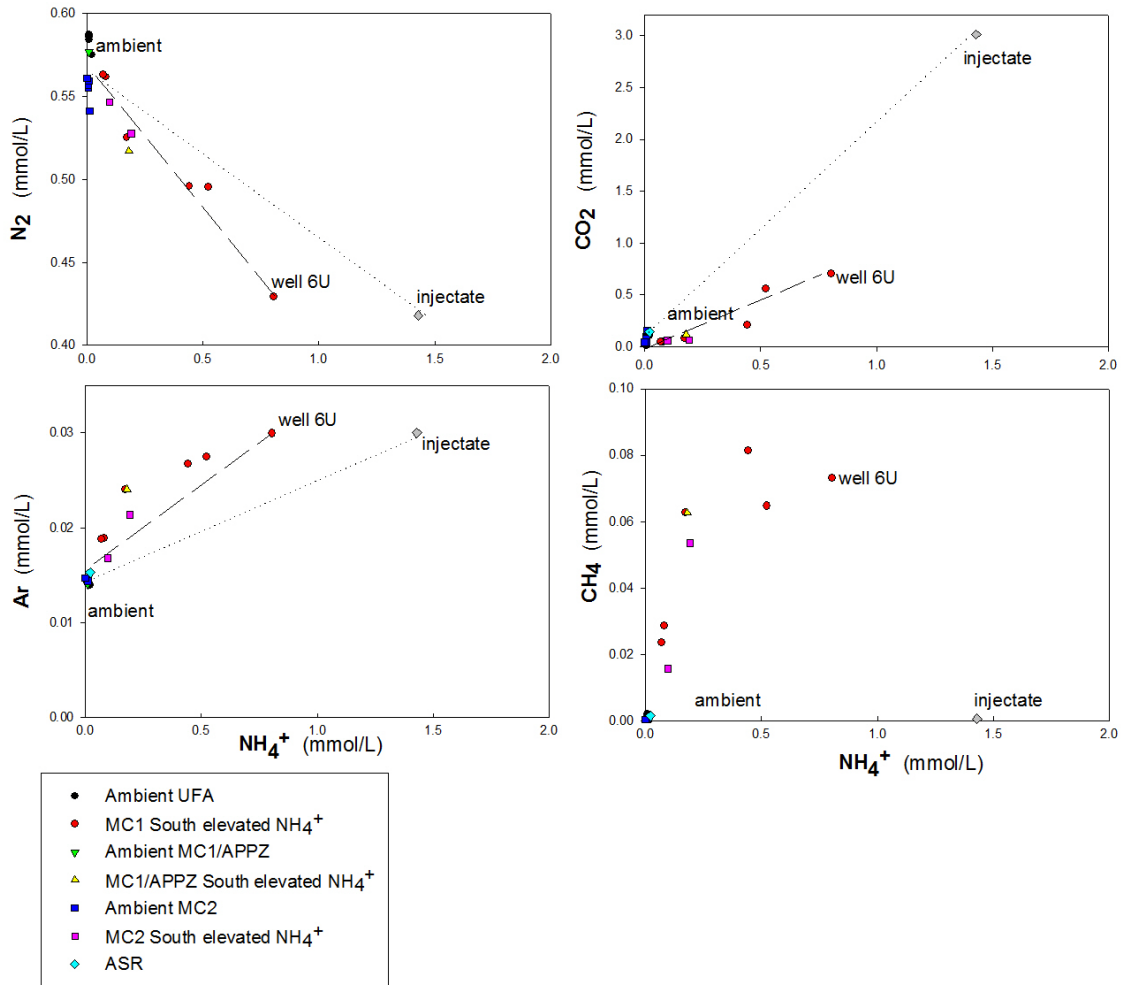 0.60
0.55
0.50
0.45
0.40
N2 (mmol/L)
ambient
well 6U
injectate
0.0 0.5 1.0 1.5 2.0
3.0
2.0
1.0
0.5
0.0
CO2 (mmol/L)
injectate
well 6U
ambient
0.0 0.5 1.0 1.5 2.0
0.03
0.02
0.01
0.00
Ar (mmol/L)
well 6U
injectate
ambient
0.0 0.5 1.0 1.5 2.0
NH4+ (mmol/L)
0.10
0.08
0.06
0.04
0.02
0.00
CH4 (mmol/L)
well 6U
ambient
injectate
0.0 0.5 1.0 1.5 2.0
NH4+ (mmol/L)
Ambient UFA
MC1 South elevated NH4+
Ambient MC1/APPZ
MC1/APPZ South elevated NH4+
Ambient MC2
MC2 South elevated NH4+
ASR